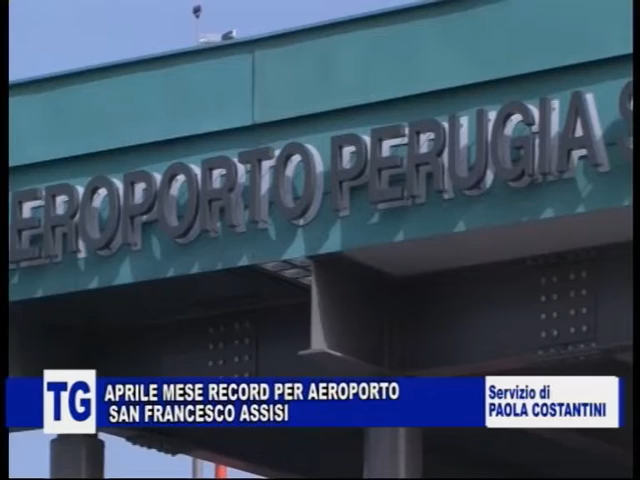 AEROPORTO PERUGIA S
TG
APRILE MESE RECORD PER AEROPORTO
SAN FRANCESCO ASSISI
Servizio di
PAOLA COSTANTINI